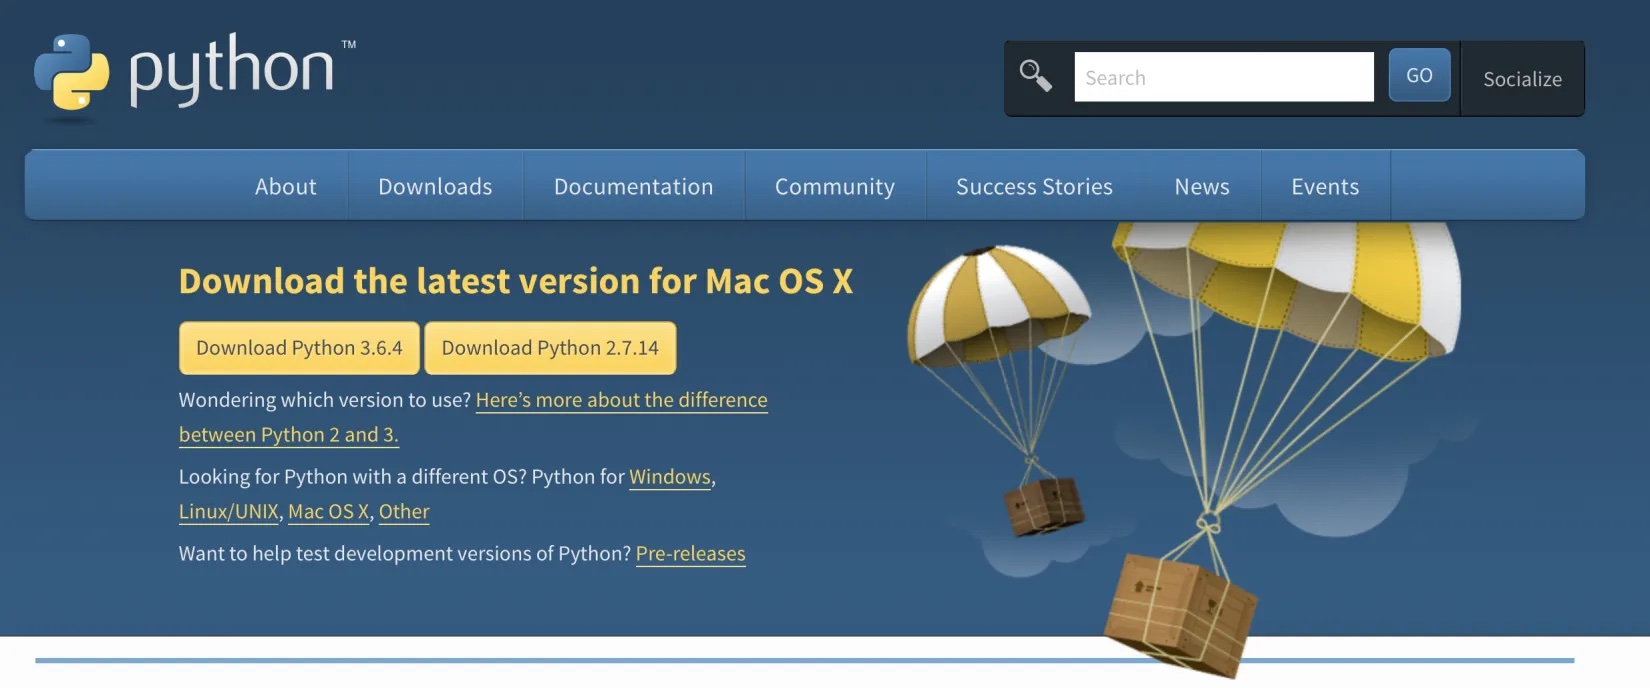 python™
Search
GO
Socialize
About
Downloads
Documentation
Community
Success Stories
News
Events
Download the latest version for Mac OS X
Download Python 3.6.4
Download Python 2.7.14
Wondering which version to use? Here’s more about the difference
between Python 2 and 3.
Looking for Python with a different OS? Python for Windows,
Linux/UNIX, Mac OS X, Other
Want to help test development versions of Python? Pre-releases